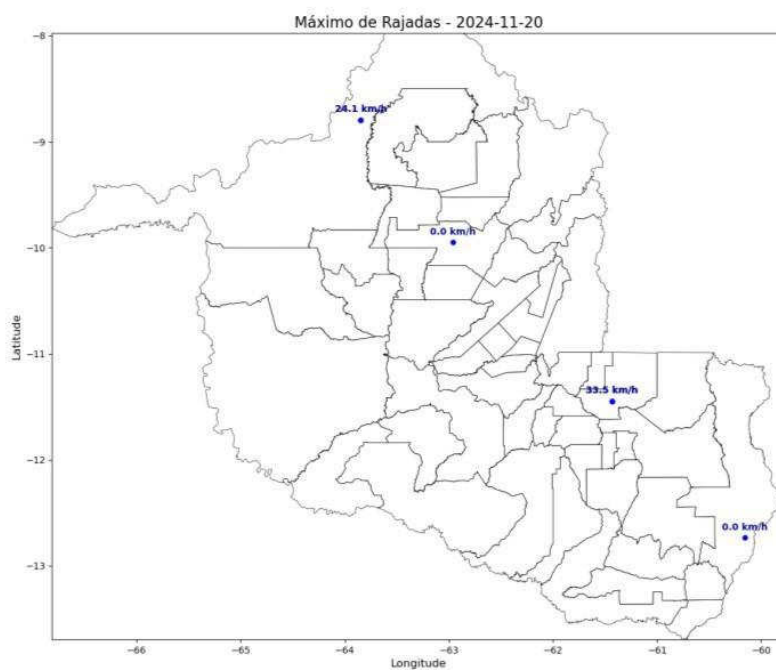 Máximo de Rajadas - 2024-11-20
−8
24.1 km/h
−9
0.0 km/h
−10
Latitude
−11
33.5 km/h
−12
0.0 km/h
−13
−66
−65
−64
−63
−62
−61
−60
Longitude